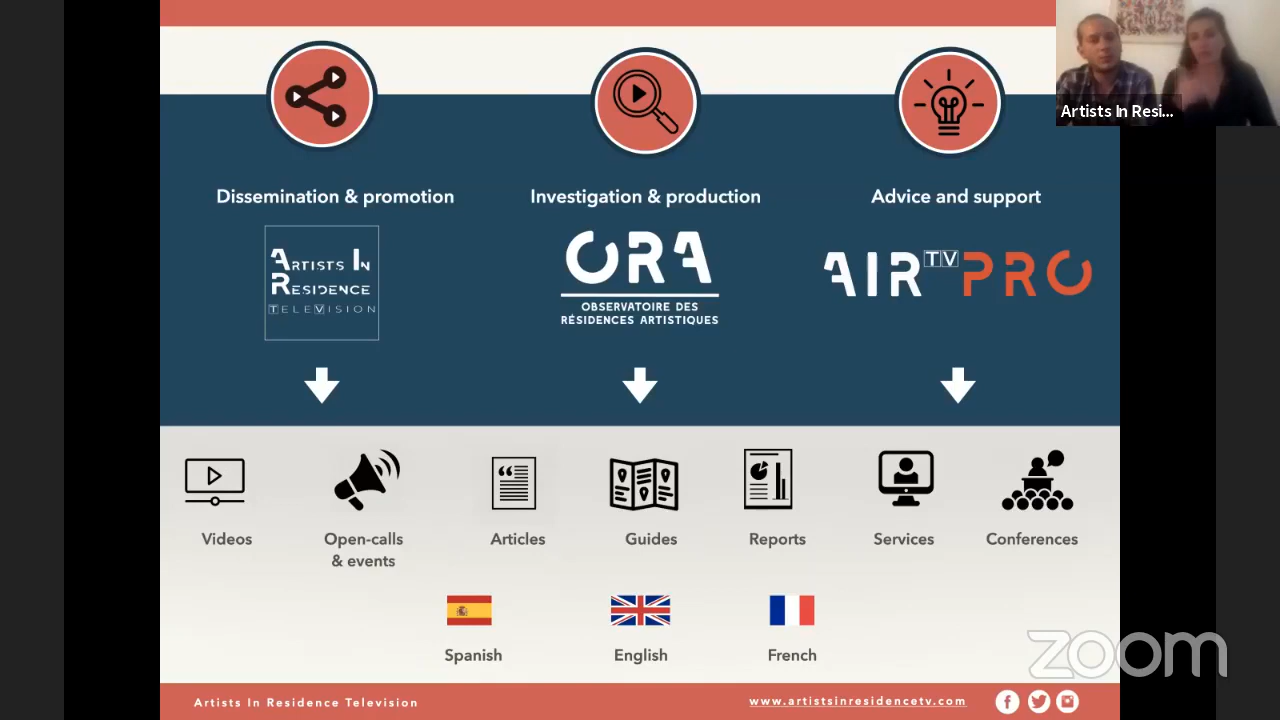 Artists In Resi...
Dissemination & promotion
Investigation & production
Advice and support
ARTISTS IN
RESIDENCE
TELEVISION
ORA
OBSERVATOIRE DES
RÉSIDENCES ARTISTIQUES
AIR TV PRO
Videos
Open-calls
& events
Articles
Guides
Reports
Services
Conferences
Spanish
English
French
zoom
Artists In Residence Television
www.artistsinresidencetv.com